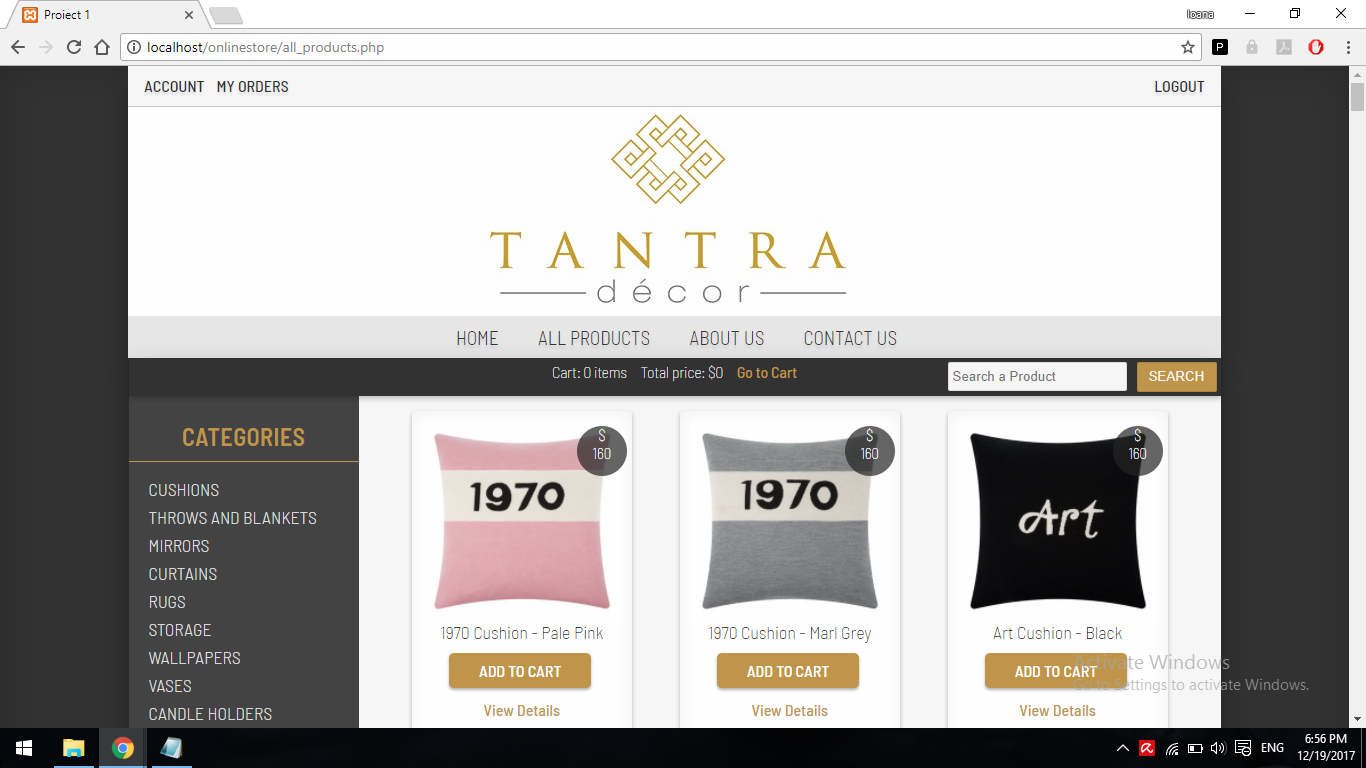 Proiect 1
Ioana
localhost/onlinestore/all_products.php
P
ACCOUNT MY ORDERS LOGOUT
TANTRA
décor
HOME ALL PRODUCTS ABOUT US CONTACT US
Cart: 0 items Total price: $0 Go to Cart Search a Product SEARCH
CATEGORIES
CUSHIONS
THROWS AND BLANKETS
MIRRORS
CURTAINS
RUGS
STORAGE
WALLPAPERS
VASES
CANDLE HOLDERS
$
160
1970
1970 Cushion - Pale Pink
ADD TO CART
View Details
$
160
1970
1970 Cushion - Marl Grey
ADD TO CART
View Details
$
160
Art
Art Cushion - Black
ADD TO CART
View Details
Activate Windows
Go to Settings to activate Windows.
ENG
6:56 PM
12/19/2017